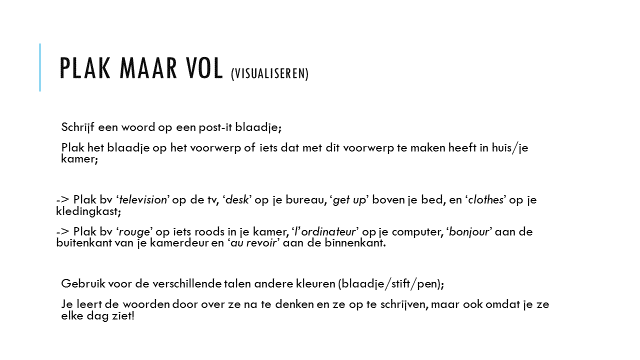 PLAK MAAR VOL (VISUALISEREN)
Schrijf een woord op een post-it blaadje;
Plak het blaadje op het voorwerp of iets dat met dit voorwerp te maken heeft in huis/je
kamer;
-> Plak bv ‘television’ op de tv, ‘desk’ op je bureau, ‘get up’ boven je bed, en ‘clothes’ op je
kledingkast;
-> Plak bv ‘rouge’ op iets roods in je kamer, ‘l’ordinateur’ op je computer, ‘bonjour’ aan de
buitenkant van je kamerdeur en ‘au revoir’ aan de binnenkant.
Gebruik voor de verschillende talen andere kleuren (blaadje/stift/pen);
Je leert de woorden door over ze na te denken en ze op te schrijven, maar ook omdat je ze
elke dag ziet!